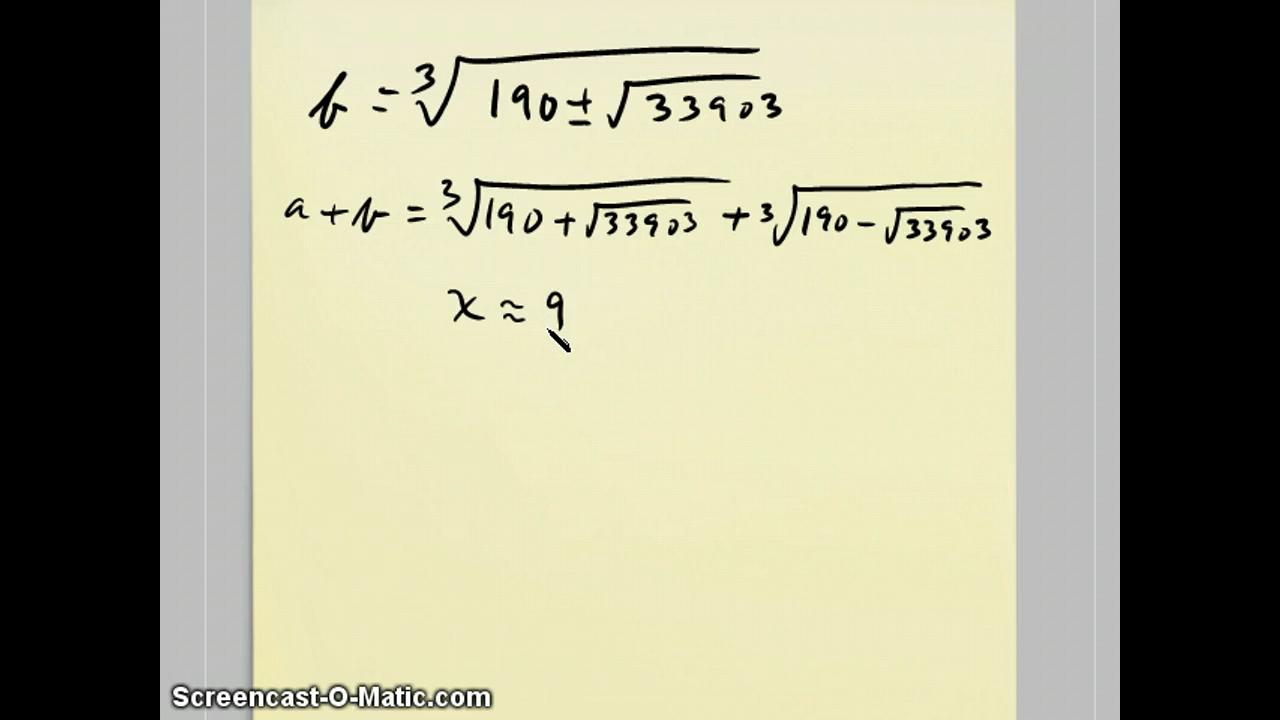 b = ∛(190 ± √33903)
a + b = ∛(190 + √33903) + ∛(190 − √33903)
x ≈ 9
Screencast-O-Matic.com